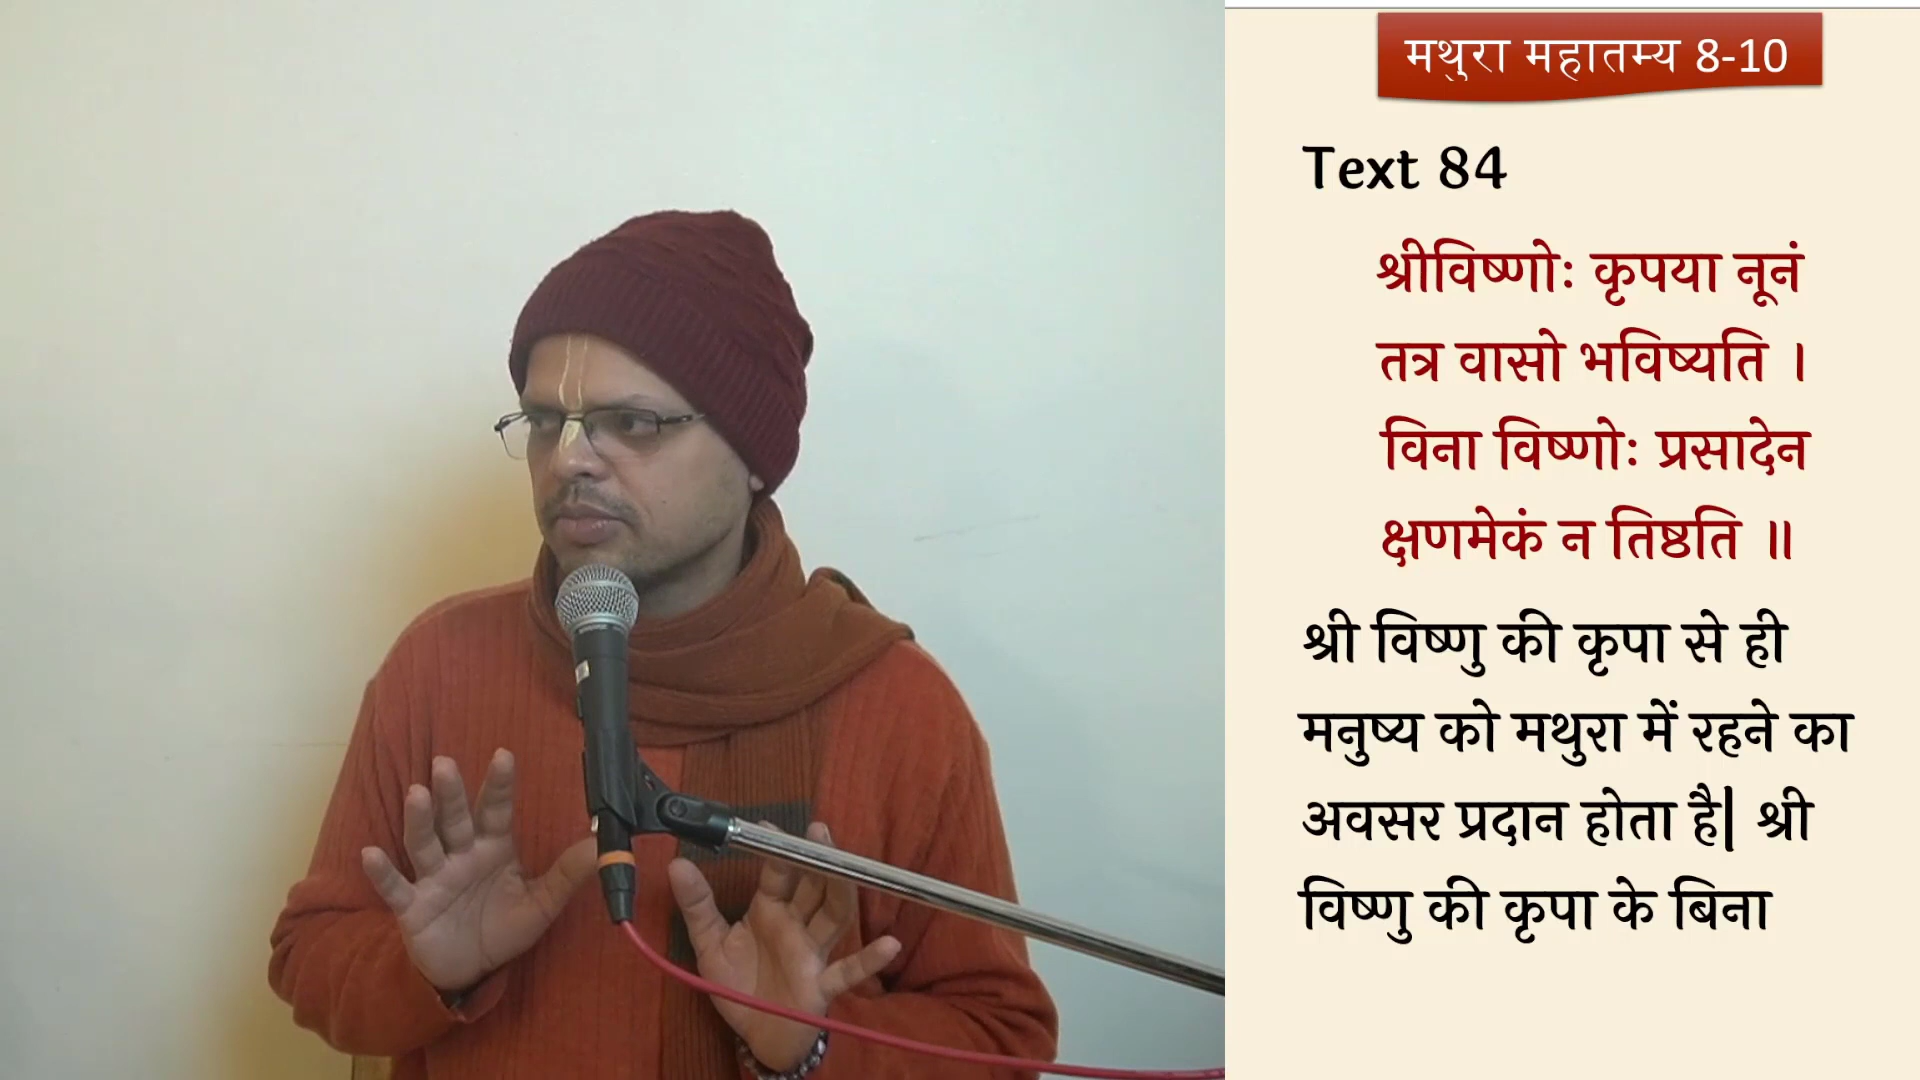 मथुरा महातम्य 8-10
Text 84
श्रीविष्णोः कृपया नूनं
तत्र वासो भविष्यति ।
विना विष्णोः प्रसादेन
क्षणमेकं न तिष्ठति ॥
श्री विष्णु की कृपा से ही
मनुष्य को मथुरा में रहने का
अवसर प्रदान होता है| श्री
विष्णु की कृपा के बिना